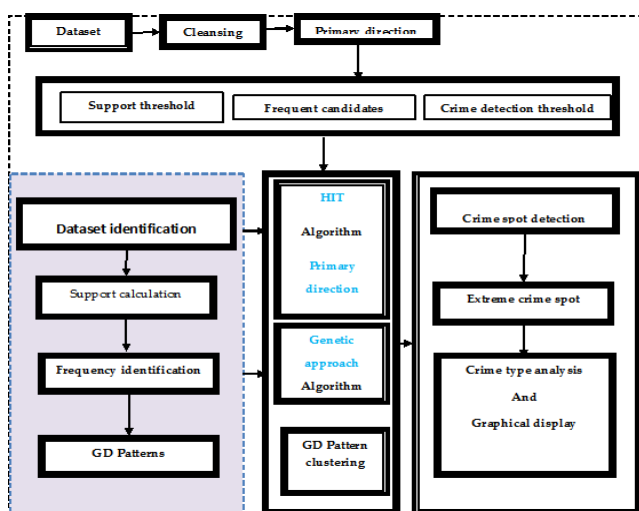 Dataset
Cleansing
Primary direction
Support threshold
Frequent candidates
Crime detection threshold
Dataset identification
Support calculation
Frequency identification
GD Patterns
HIT
Algorithm
Primary
direction
Genetic
approach
Algorithm
GD Pattern
clustering
Crime spot detection
Extreme crime spot
Crime type analysis
And
Graphical display